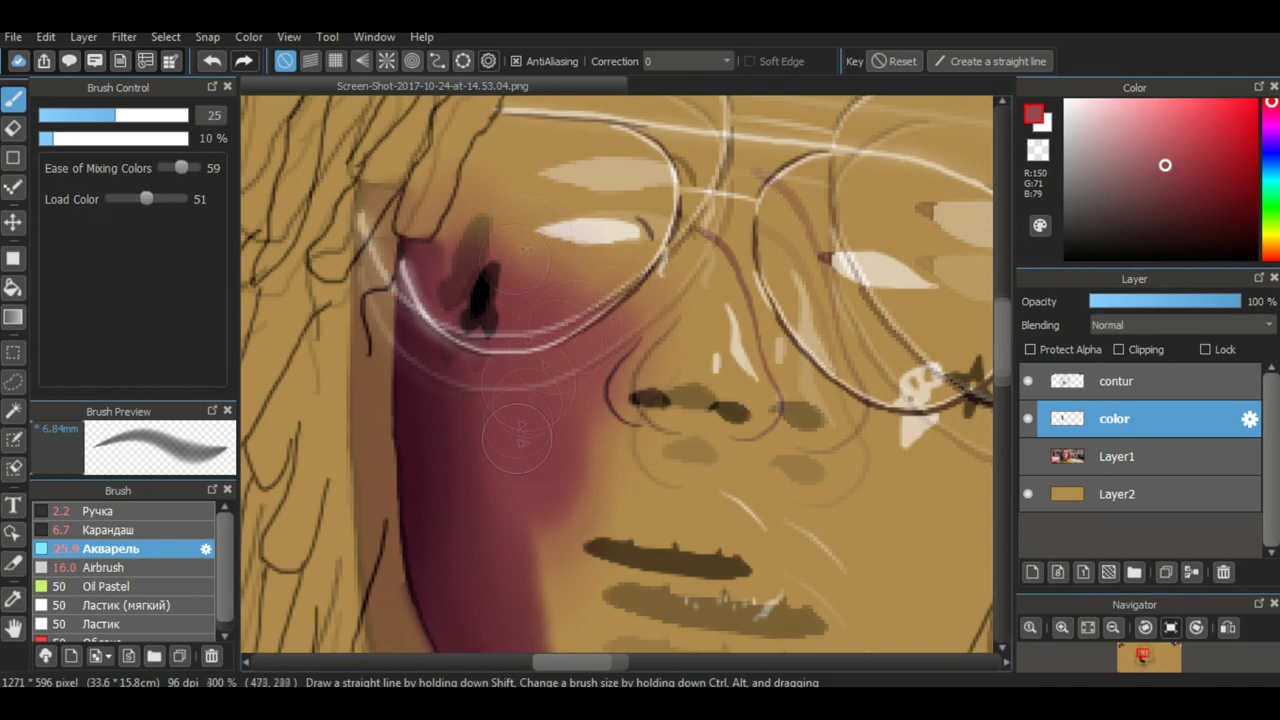 File Edit Layer Filter Select Snap Color View Tool Window Help
AntiAliasing Correction 0 Soft Edge Key Reset Create a straight line
Brush Control
25
10 %
Ease of Mixing Colors 59
Load Color 51
Brush Preview
* 6.84mm
Brush
2.2 Ручка
6.7 Карандаш
25.9 Акварель
16.0 Airbrush
50 Oil Pastel
50 Ластик (мягкий)
50 Ластик
Screen-Shot-2017-10-24-at-14.53.04.png
Color
R:150
G:71
B:79
Layer
Opacity 100 %
Blending Normal
Protect Alpha Clipping Lock
contur
color
Layer1
Layer2
Navigator
1271 * 596 pixel (33.6 * 15.8cm) 96 dpi Draw a straight line by holding down Shift, Change a brush size by holding down Ctrl, Alt, and dragging